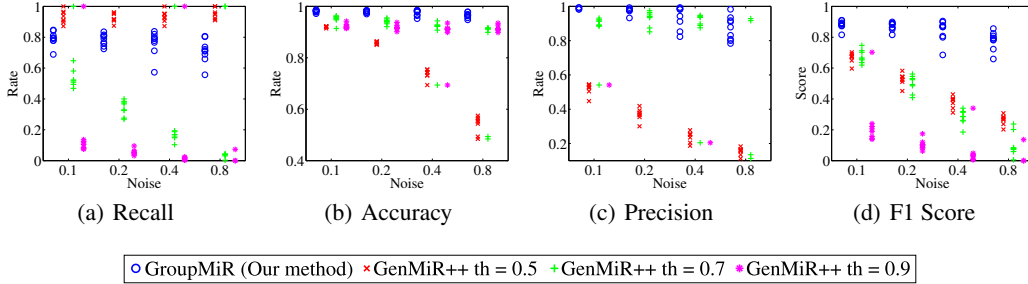 1
0.8
0.6
0.4
0.2
0
Rate
0.1 0.2 0.4 0.8
Noise
(a) Recall
1
0.8
0.6
0.4
Rate
0.1 0.2 0.4 0.8
Noise
(b) Accuracy
1
0.8
0.6
0.4
0.2
Rate
0.1 0.2 0.4 0.8
Noise
(c) Precision
1
0.8
0.6
0.4
0.2
0
Score
0.1 0.2 0.4 0.8
Noise
(d) F1 Score
GroupMiR (Our method) GenMiR++ th = 0.5 GenMiR++ th = 0.7 GenMiR++ th = 0.9